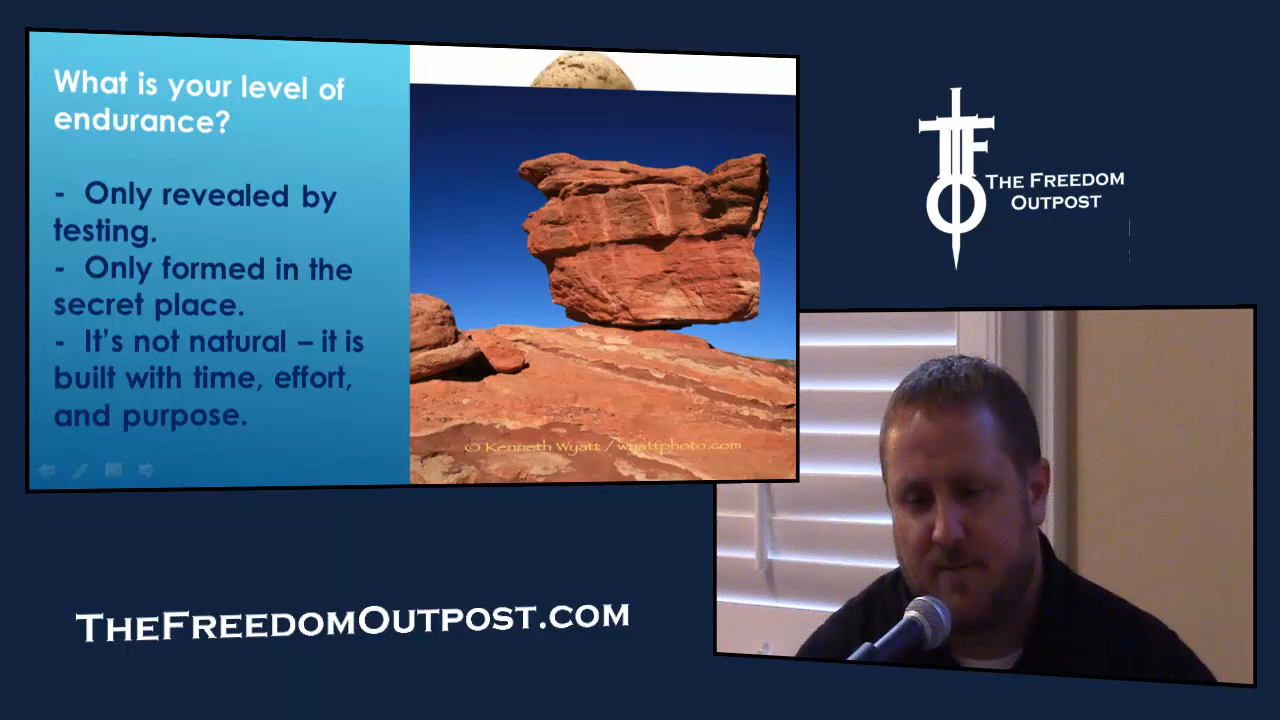 What is your level of
endurance?
- Only revealed by
testing.
- Only formed in the
secret place.
- It's not natural – it is
built with time, effort,
and purpose.
© Kenneth Wyatt / wyattphoto.com
TF
O
THE FREEDOM
OUTPOST
THEFREEDOMOUTPOST.COM